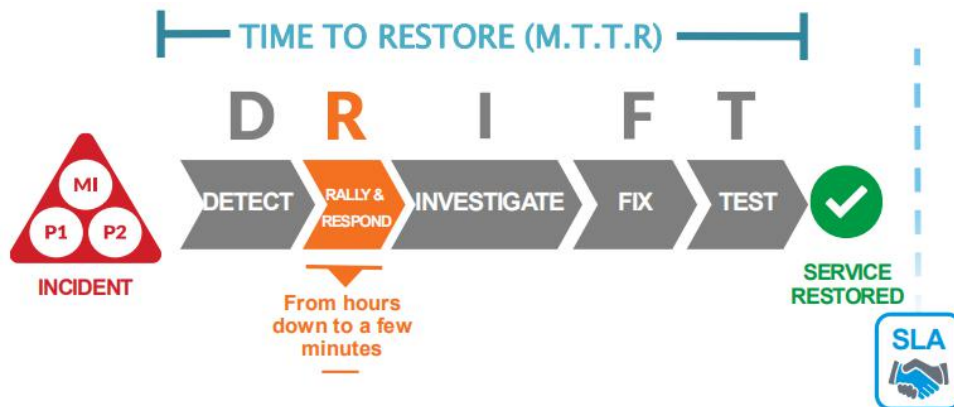 TIME TO RESTORE (M.T.T.R)
D R I F T
MI
P1 P2
INCIDENT
DETECT
RALLY &
RESPOND
INVESTIGATE
FIX
TEST
From hours
down to a few
minutes
SERVICE
RESTORED
SLA